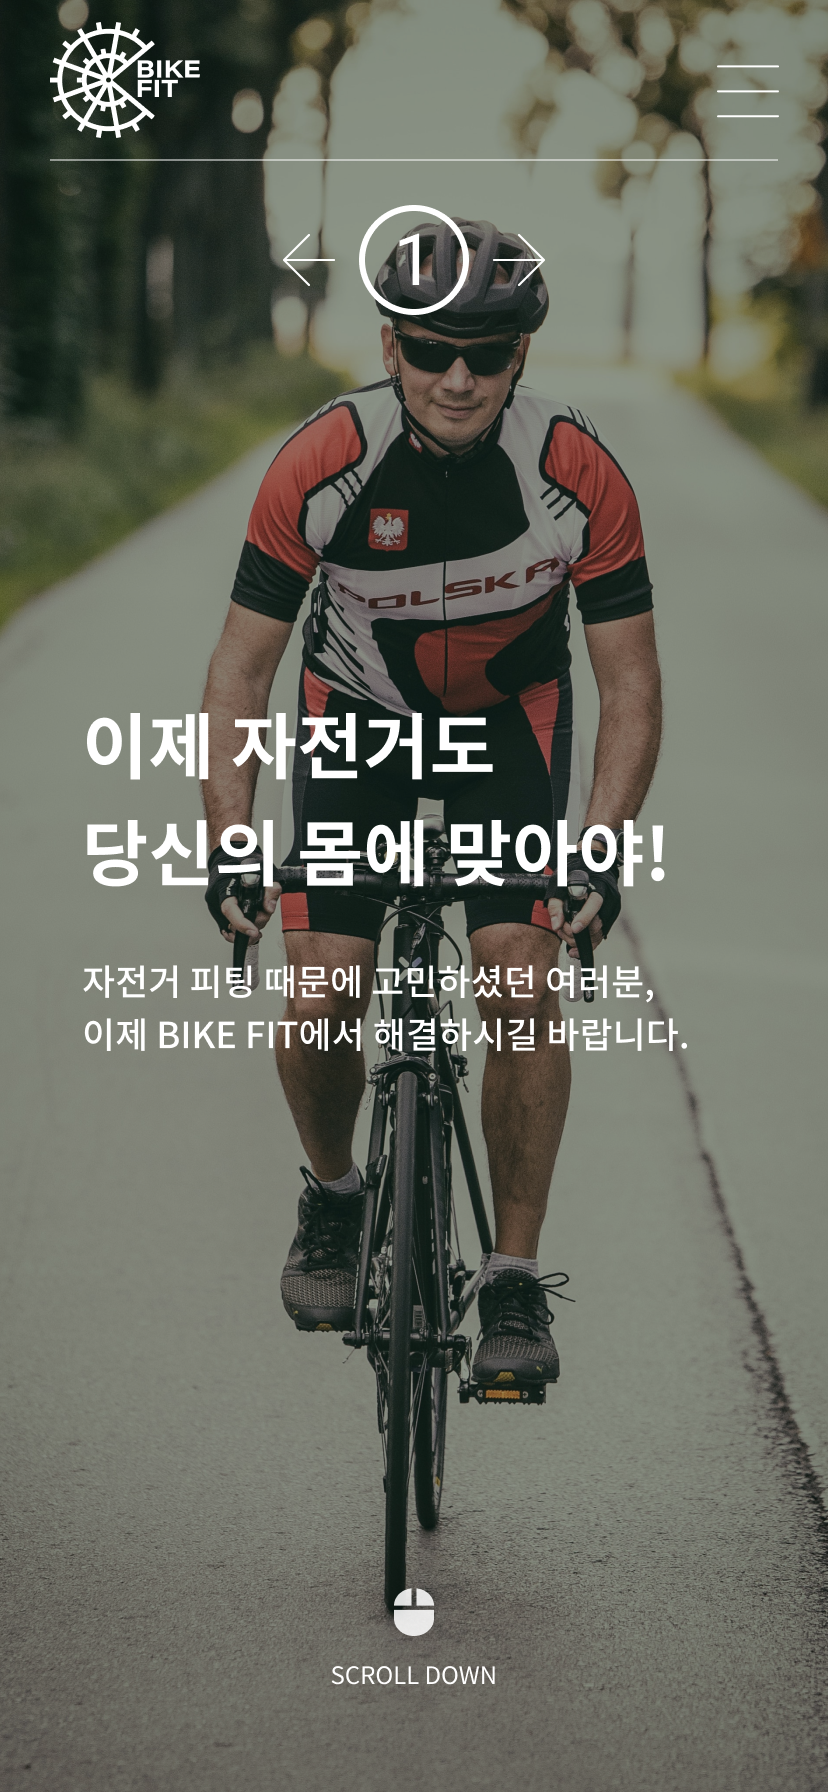 BIKE
FIT
1
POLSKA
이제 자전거도
당신의 몸에 맞아야!
자전거 피팅 때문에 고민하셨던 여러분,
이제 BIKE FIT에서 해결하시길 바랍니다.
SCROLL DOWN